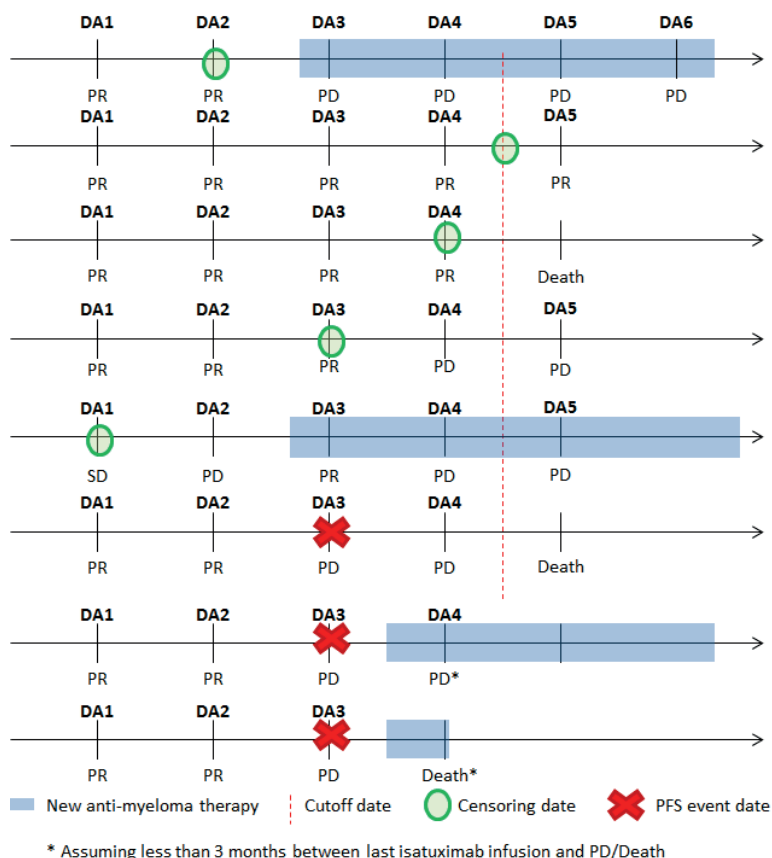 DA1 DA2 DA3 DA4 DA5 DA6
PR PR PD PD PD PD
DA1 DA2 DA3 DA4 DA5
PR PR PR PR PR
DA1 DA2 DA3 DA4
PR PR PR PR Death
DA1 DA2 DA3 DA4 DA5
PR PR PR PD PD
DA1 DA2 DA3 DA4 DA5
SD PD PR PD PD
DA1 DA2 DA3 DA4
PR PR PD PD Death
DA1 DA2 DA3 DA4
PR PR PD PD*
DA1 DA2 DA3
PR PR PD Death*
New anti-myeloma therapy Cutoff date Censoring date PFS event date
* Assuming less than 3 months between last isatuximab infusion and PD/Death